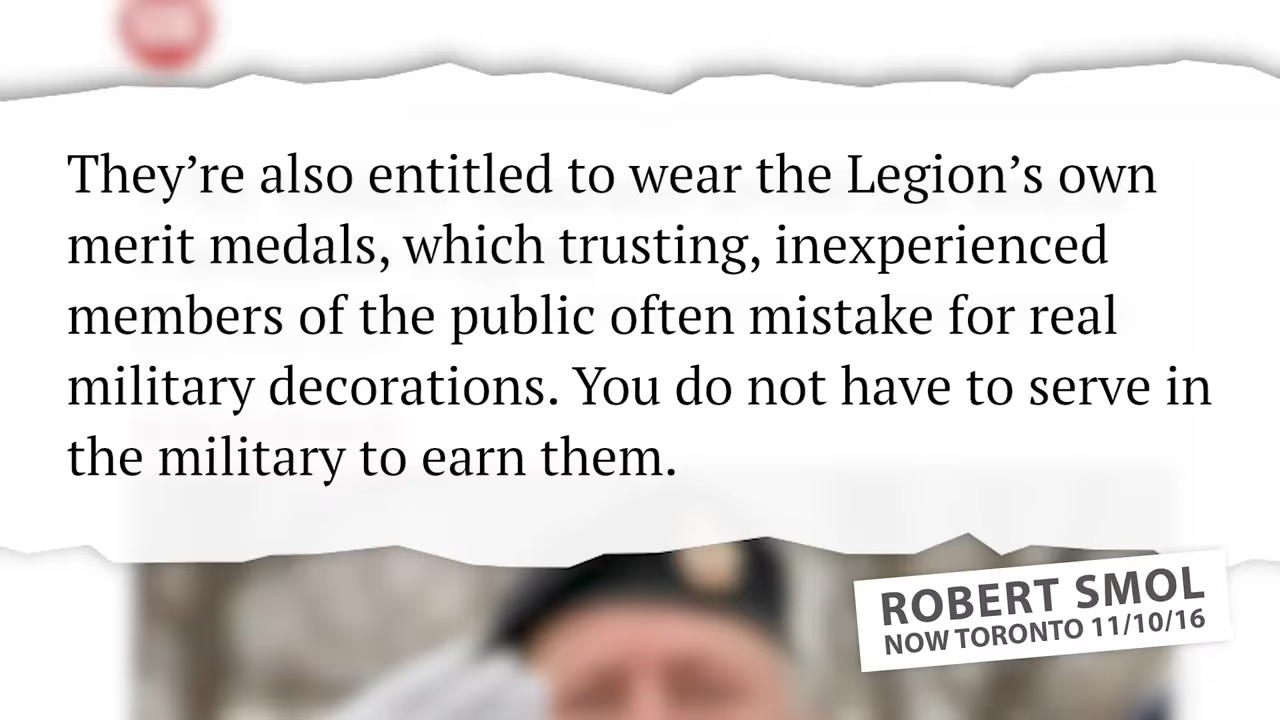 They’re also entitled to wear the Legion’s own
merit medals, which trusting, inexperienced
members of the public often mistake for real
military decorations. You do not have to serve in
the military to earn them.
ROBERT SMOL
NOW TORONTO 11/10/16